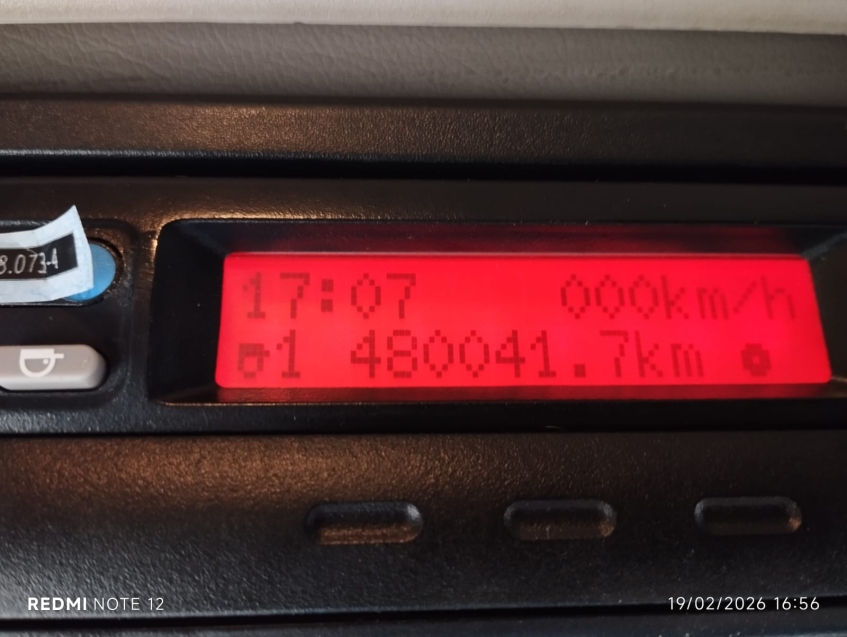 8.0734
17:07 000km/h
1 480041.7km
REDMI NOTE 12
19/02/2026 16:56